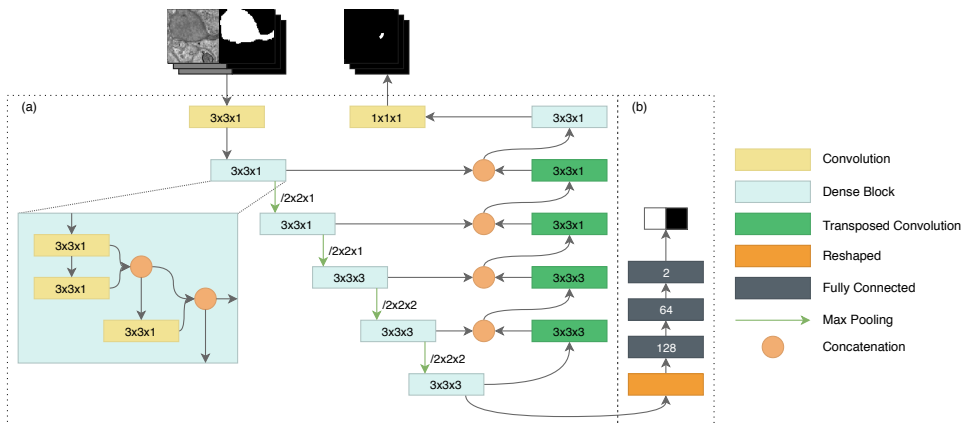 (a)
(b)
3x3x1
1x1x1
3x3x1
3x3x1
3x3x1
/2x2x1
3x3x1
3x3x1
/2x2x1
3x3x3
3x3x3
/2x2x2
3x3x3
3x3x3
/2x2x2
3x3x3
3x3x1
3x3x1
3x3x1
2
64
128
Convolution
Dense Block
Transposed Convolution
Reshaped
Fully Connected
Max Pooling
Concatenation